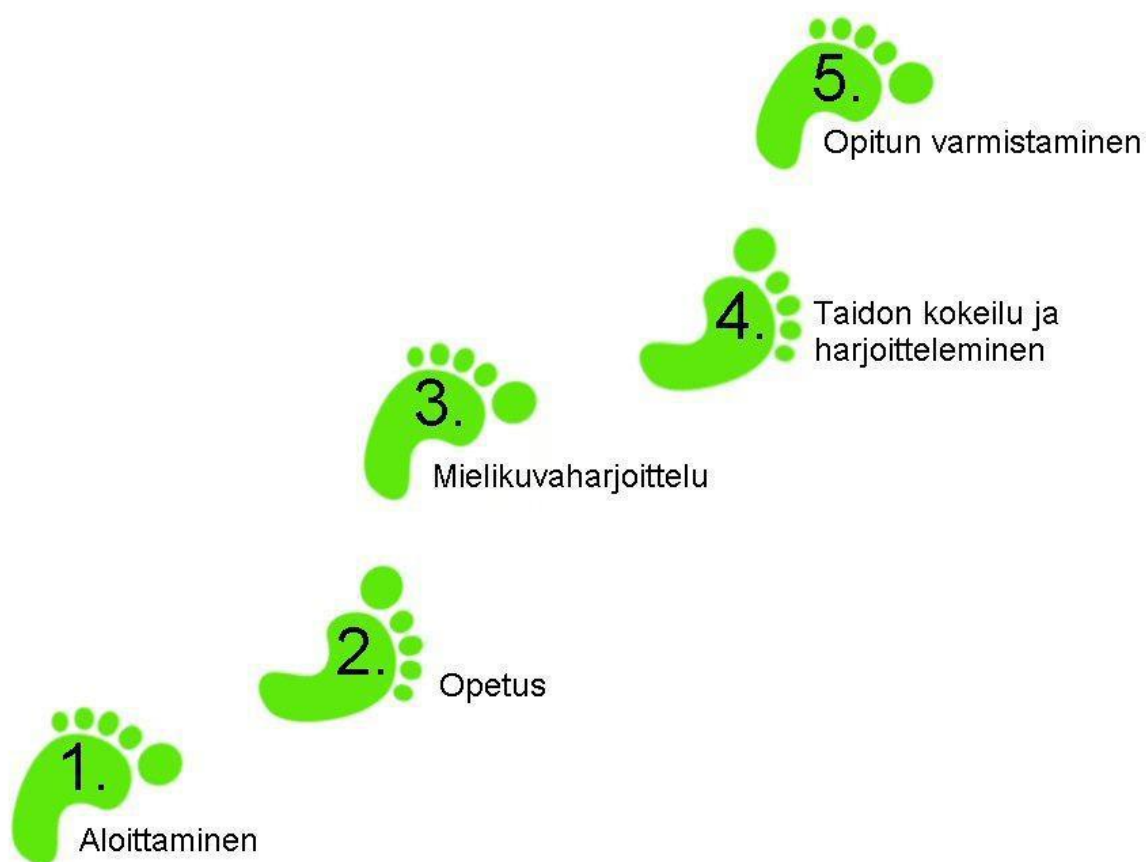 5.
Opitun varmistaminen
4.
Taidon kokeilu ja
harjoitteleminen
3.
Mielikuvaharjoittelu
2.
Opetus
1.
Aloittaminen